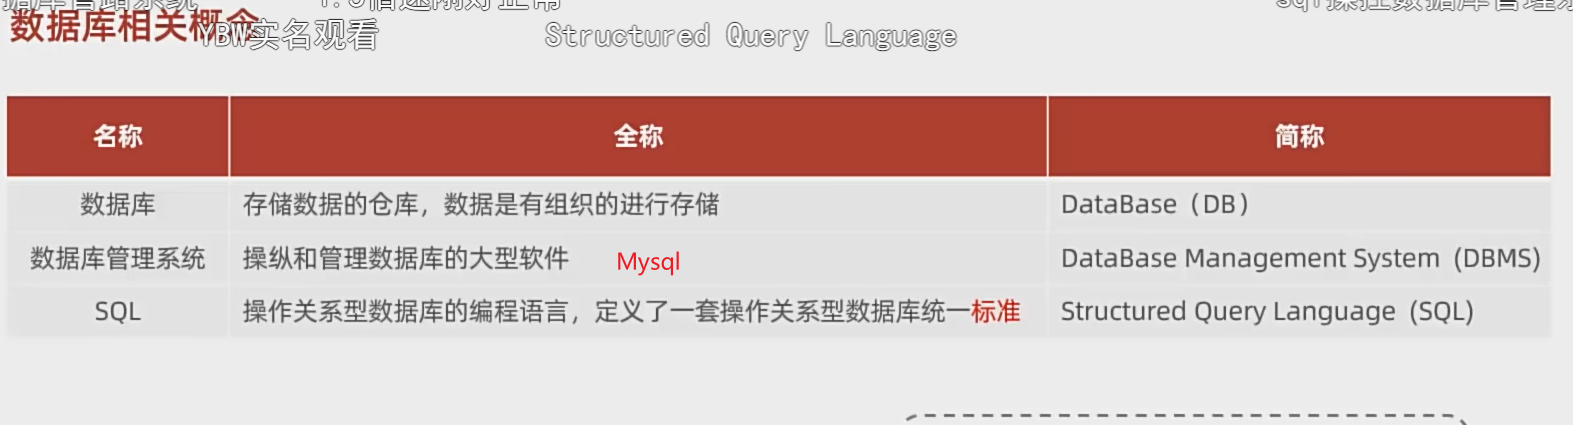 数据库相关概念
YBW实名观看
Structured Query Language
名称 全称 简称
数据库 存储数据的仓库，数据是有组织的进行存储 DataBase（DB）
数据库管理系统 操纵和管理数据库的大型软件 Mysql DataBase Management System (DBMS)
SQL 操作关系型数据库的编程语言，定义了一套操作关系型数据库统一标准 Structured Query Language (SQL)